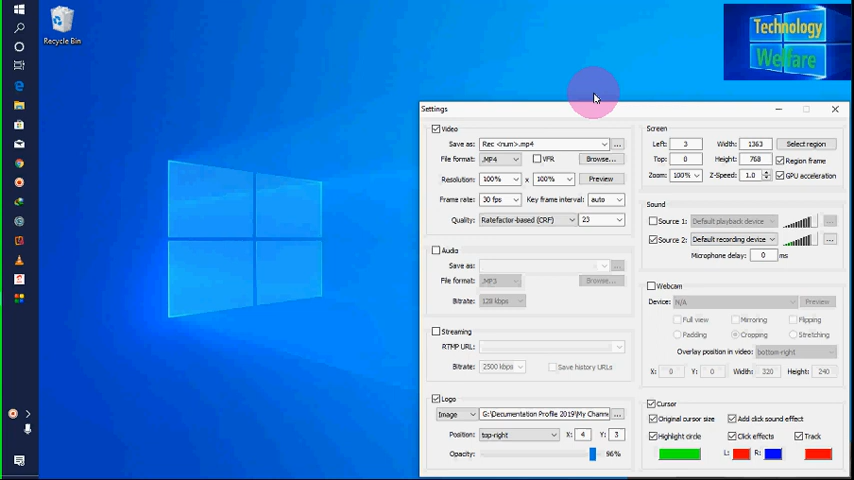 Recycle Bin
Technology
Welfare
Settings
Video
Save as: Rec <num>.mp4 ...
File format: .MP4 VFR Browse...
Resolution: 100% x 100% Preview
Frame rate: 30 fps Key frame interval: auto
Quality: Ratefactor-based (CRF) 23
Audio
Save as: ...
File format: .MP3 Browse...
Bitrate: 128 kbps
Streaming
RTMP URL:
Bitrate: 2500 kbps Save history URLs
Logo
Image G:\Documentation Profile 2019\My Chann ...
Position: top-right X: 4 Y: 3
Opacity: 96%
Screen
Left: 3 Width: 1363 Select region
Top: 0 Height: 768 Region frame
Zoom: 100% Z-Speed: 1.0 GPU acceleration
Sound
Source 1: Default playback device ...
Source 2: Default recording device ...
Microphone delay: 0 ms
Webcam
Device: N/A Preview
Full view Mirroring Flipping
Padding Cropping Stretching
Overlay position in video: bottom-right
X: 0 Y: 0 Width: 320 Height: 240
Cursor
Original cursor size Add click sound effect
Highlight circle Click effects Track
L: R: